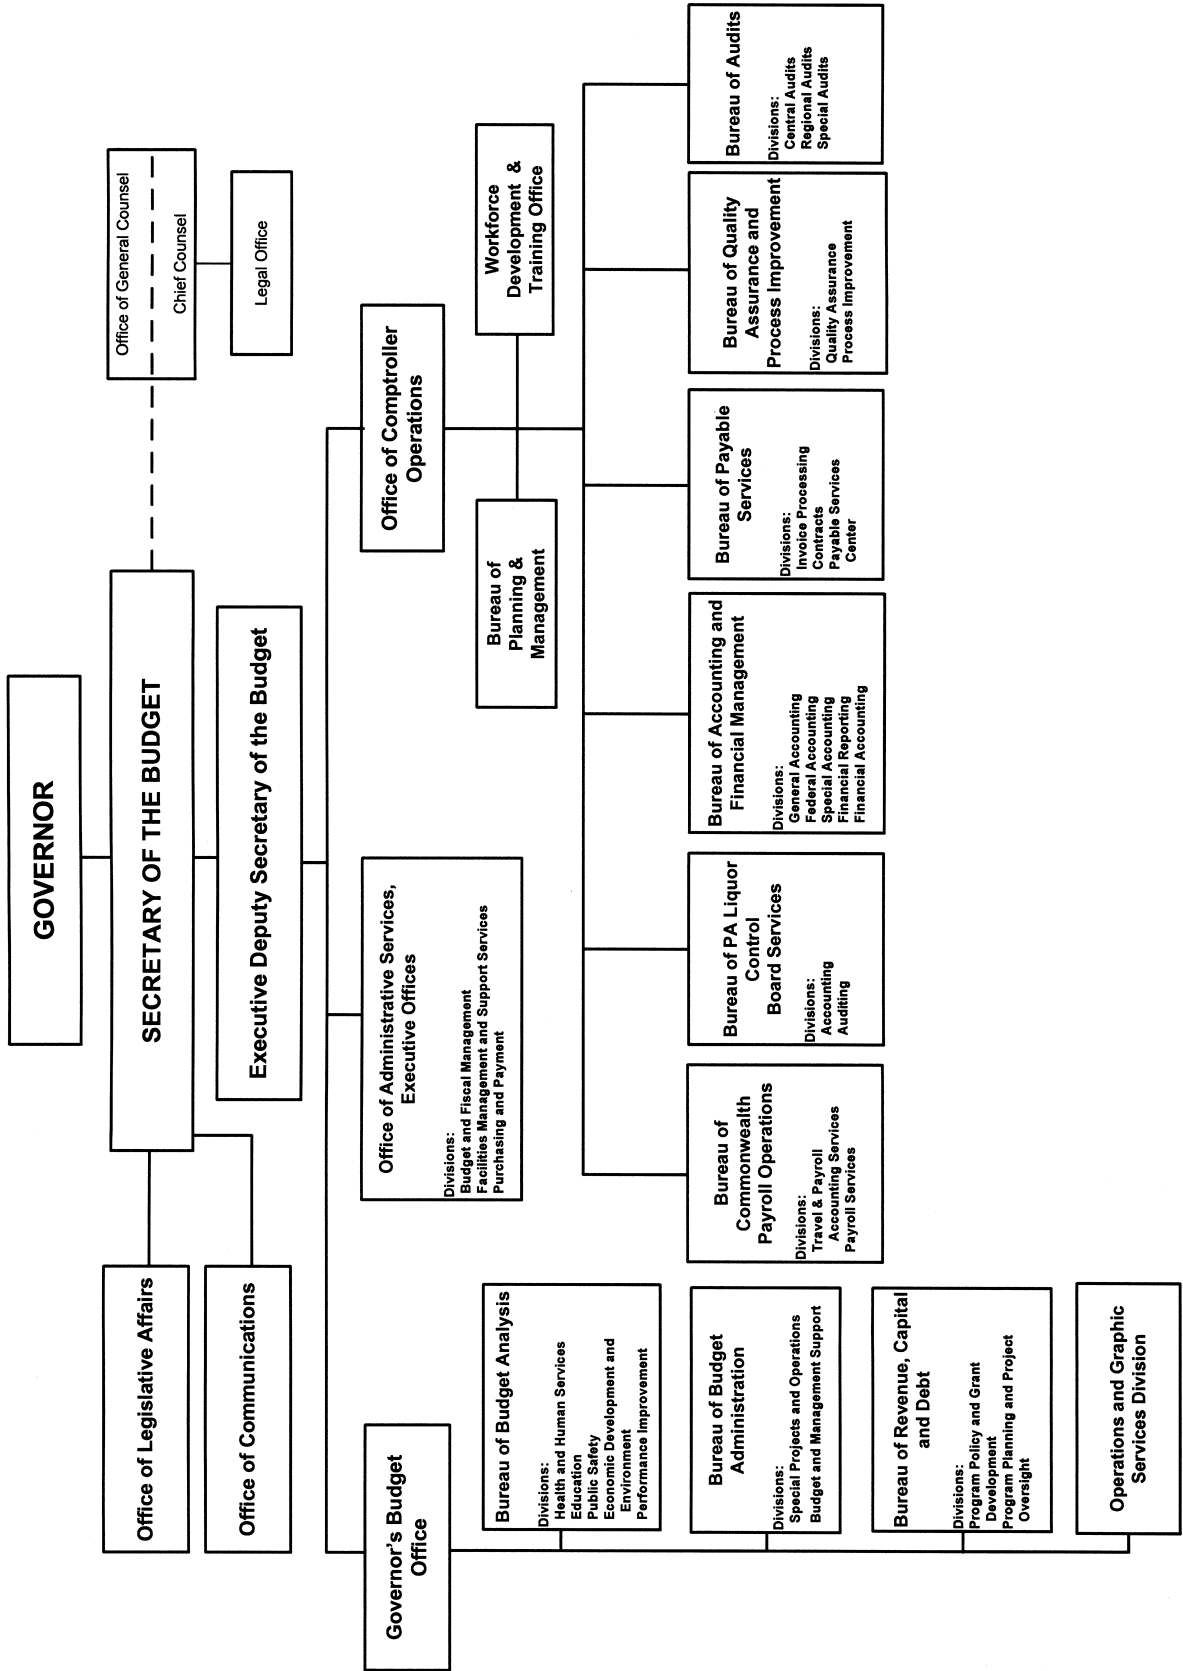 GOVERNOR
SECRETARY OF THE BUDGET
Office of General Counsel
Chief Counsel
Legal Office
Office of Legislative Affairs
Office of Communications
Executive Deputy Secretary of the Budget
Governor's Budget
Office
Office of Administrative Services,
Executive Offices
Divisions:
Budget and Fiscal Management
Facilities Management and Support Services
Purchasing and Payment
Office of Comptroller
Operations
Bureau of
Planning &
Management
Workforce
Development &
Training Office
Bureau of Budget Analysis
Divisions:
Health and Human Services
Education
Public Safety
Economic Development and
Environment
Performance Improvement
Bureau of Budget
Administration
Divisions:
Special Projects and Operations
Budget and Management Support
Bureau of Revenue, Capital
and Debt
Divisions:
Program Policy and Grant
Development
Program Planning and Project
Oversight
Operations and Graphic
Services Division
Bureau of
Commonwealth
Payroll Operations
Divisions:
Travel & Payroll
Accounting Services
Payroll Services
Bureau of PA Liquor
Control
Board Services
Divisions:
Accounting
Auditing
Bureau of Accounting and
Financial Management
Divisions:
General Accounting
Federal Accounting
Special Accounting
Financial Reporting
Financial Accounting
Bureau of Payable
Services
Divisions:
Invoice Processing
Contracts
Payable Services
Center
Bureau of Quality
Assurance and
Process Improvement
Divisions:
Quality Assurance
Process Improvement
Bureau of Audits
Divisions:
Central Audits
Regional Audits
Special Audits